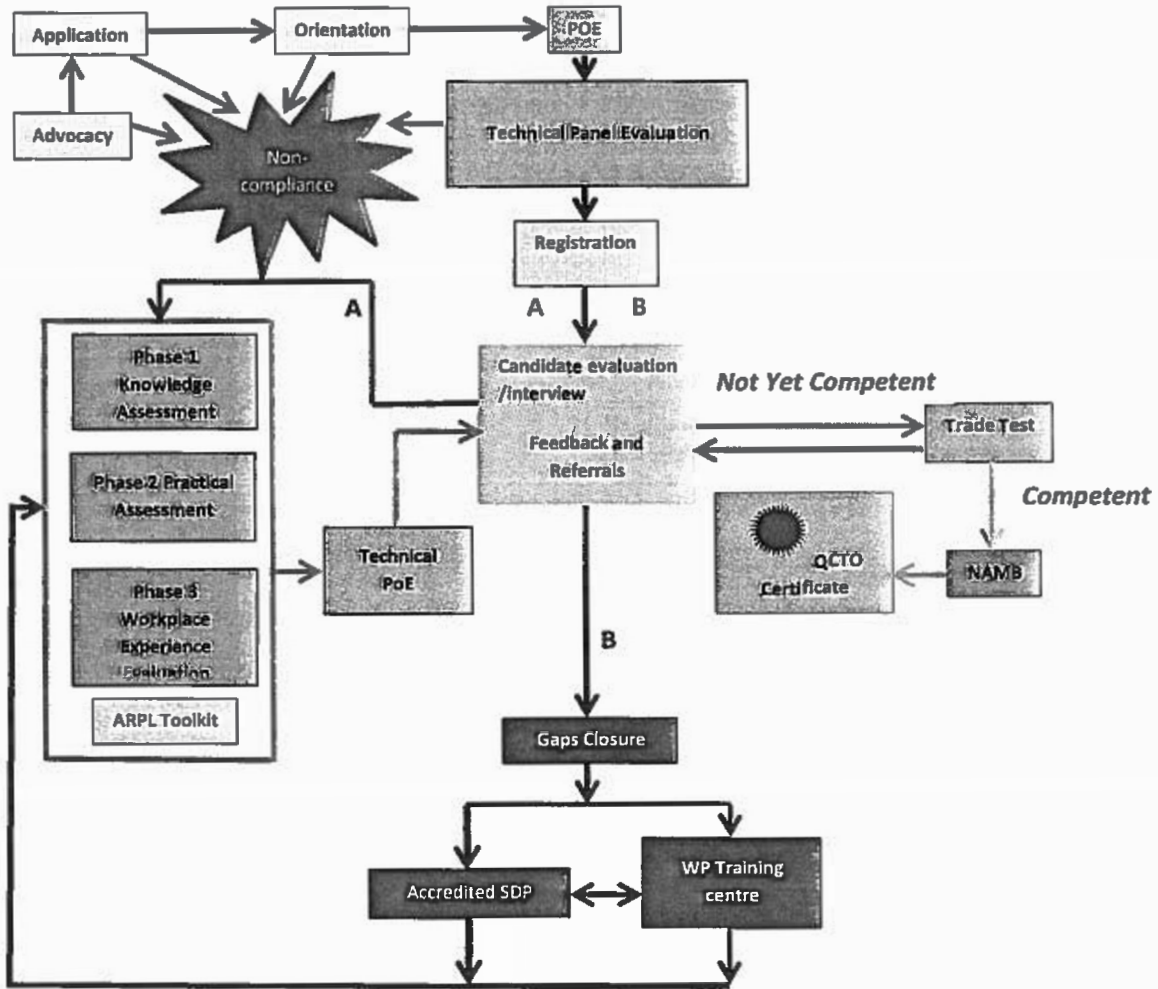 Application
Orientation
POE
Advocacy
Non-
compliance
Technical Panel Evaluation
Registration
A
A
B
Phase 1
Knowledge
Assessment
Phase 2 Practical
Assessment
Phase 3
Workplace
Experience
Evaluation
ARPL Toolkit
Technical
PoE
Candidate evaluation
/interview
Feedback and
Referrals
Not Yet Competent
Trade Test
Competent
NAMB
QCTO
Certificate
B
Gaps Closure
Accredited SDP
WP Training
centre